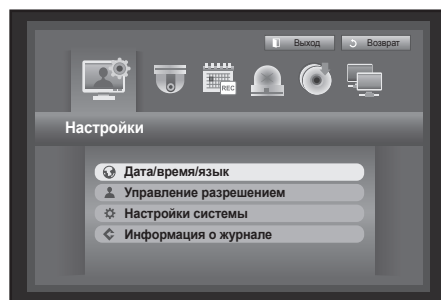 Выход
Возврат
REC
Настройки
Дата/время/язык
Управление разрешением
Настройки системы
Информация о журнале